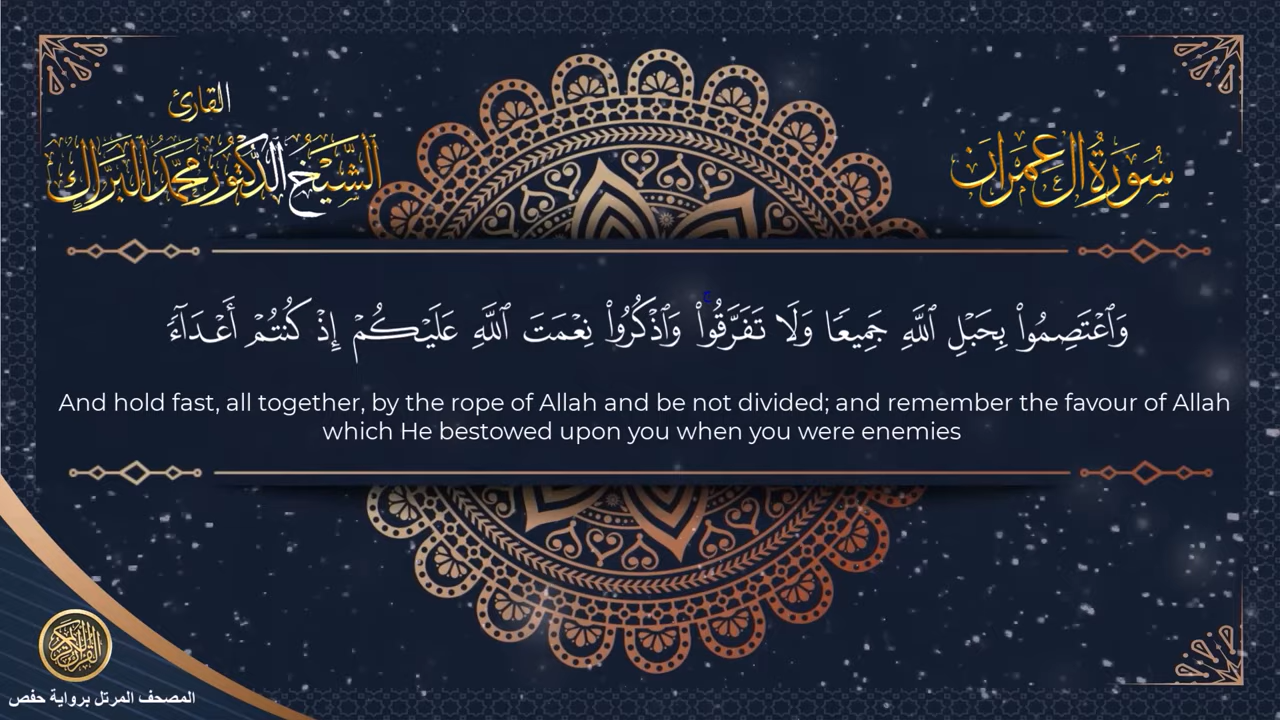 القارئ
الشيخ الدكتور محمد البراك
سورة آل عمران
وَٱعْتَصِمُوا۟ بِحَبْلِ ٱللَّهِ جَمِيعًا وَلَا تَفَرَّقُوا۟ ۚ وَٱذْكُرُوا۟ نِعْمَتَ ٱللَّهِ عَلَيْكُمْ إِذْ كُنتُمْ أَعْدَآءً
And hold fast, all together, by the rope of Allah and be not divided; and remember the favour of Allah
which He bestowed upon you when you were enemies
القرآن الكريم
المصحف المرتل برواية حفص